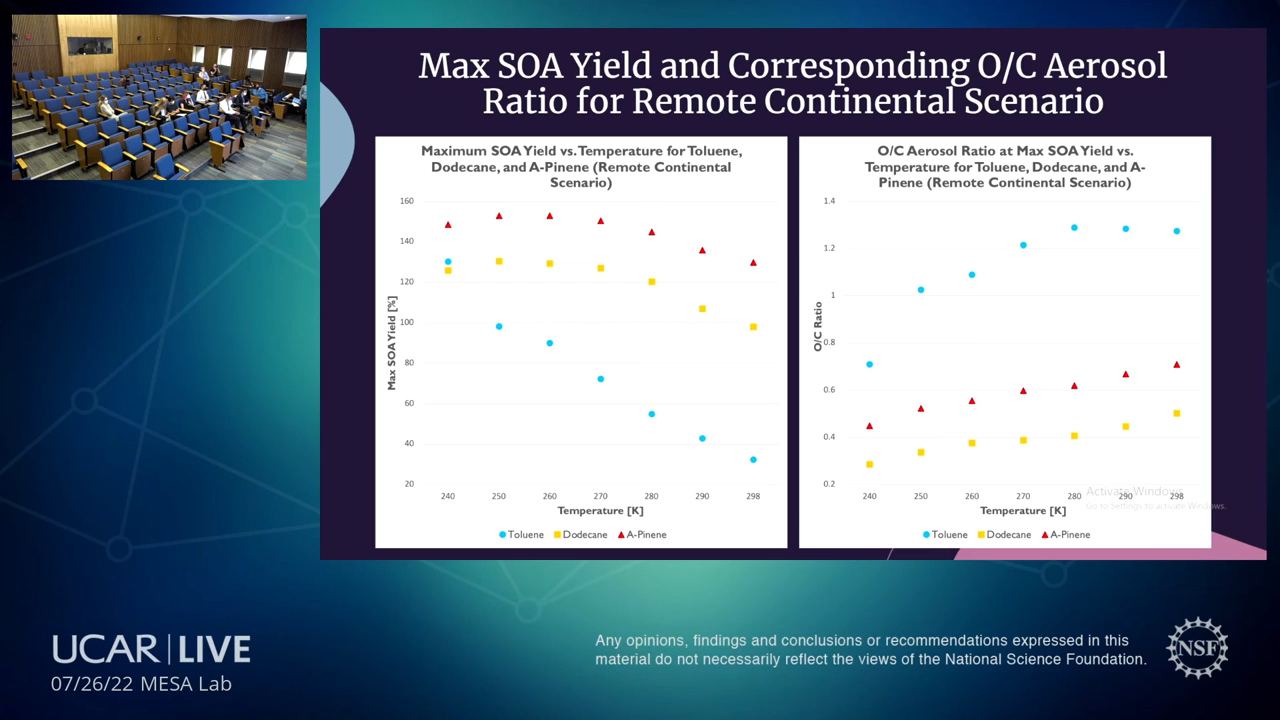 Max SOA Yield and Corresponding O/C Aerosol
Ratio for Remote Continental Scenario
Maximum SOA Yield vs. Temperature for Toluene,
Dodecane, and A-Pinene (Remote Continental
Scenario)
160
140
120
100
80
60
40
20
Max SOA Yield [%]
240 250 260 270 280 290 298
Temperature [K]
Toluene Dodecane A-Pinene
O/C Aerosol Ratio at Max SOA Yield vs.
Temperature for Toluene, Dodecane, and A-
Pinene (Remote Continental Scenario)
1.4
1.2
1
0.8
0.6
0.4
0.2
O/C Ratio
240 250 260 270 280 290 298
Temperature [K]
Toluene Dodecane A-Pinene
Activate Windows
Go to Settings to activate Windows.
UCAR | LIVE
07/26/22 MESA Lab
Any opinions, findings and conclusions or recommendations expressed in this
material do not necessarily reflect the views of the National Science Foundation.
NSF